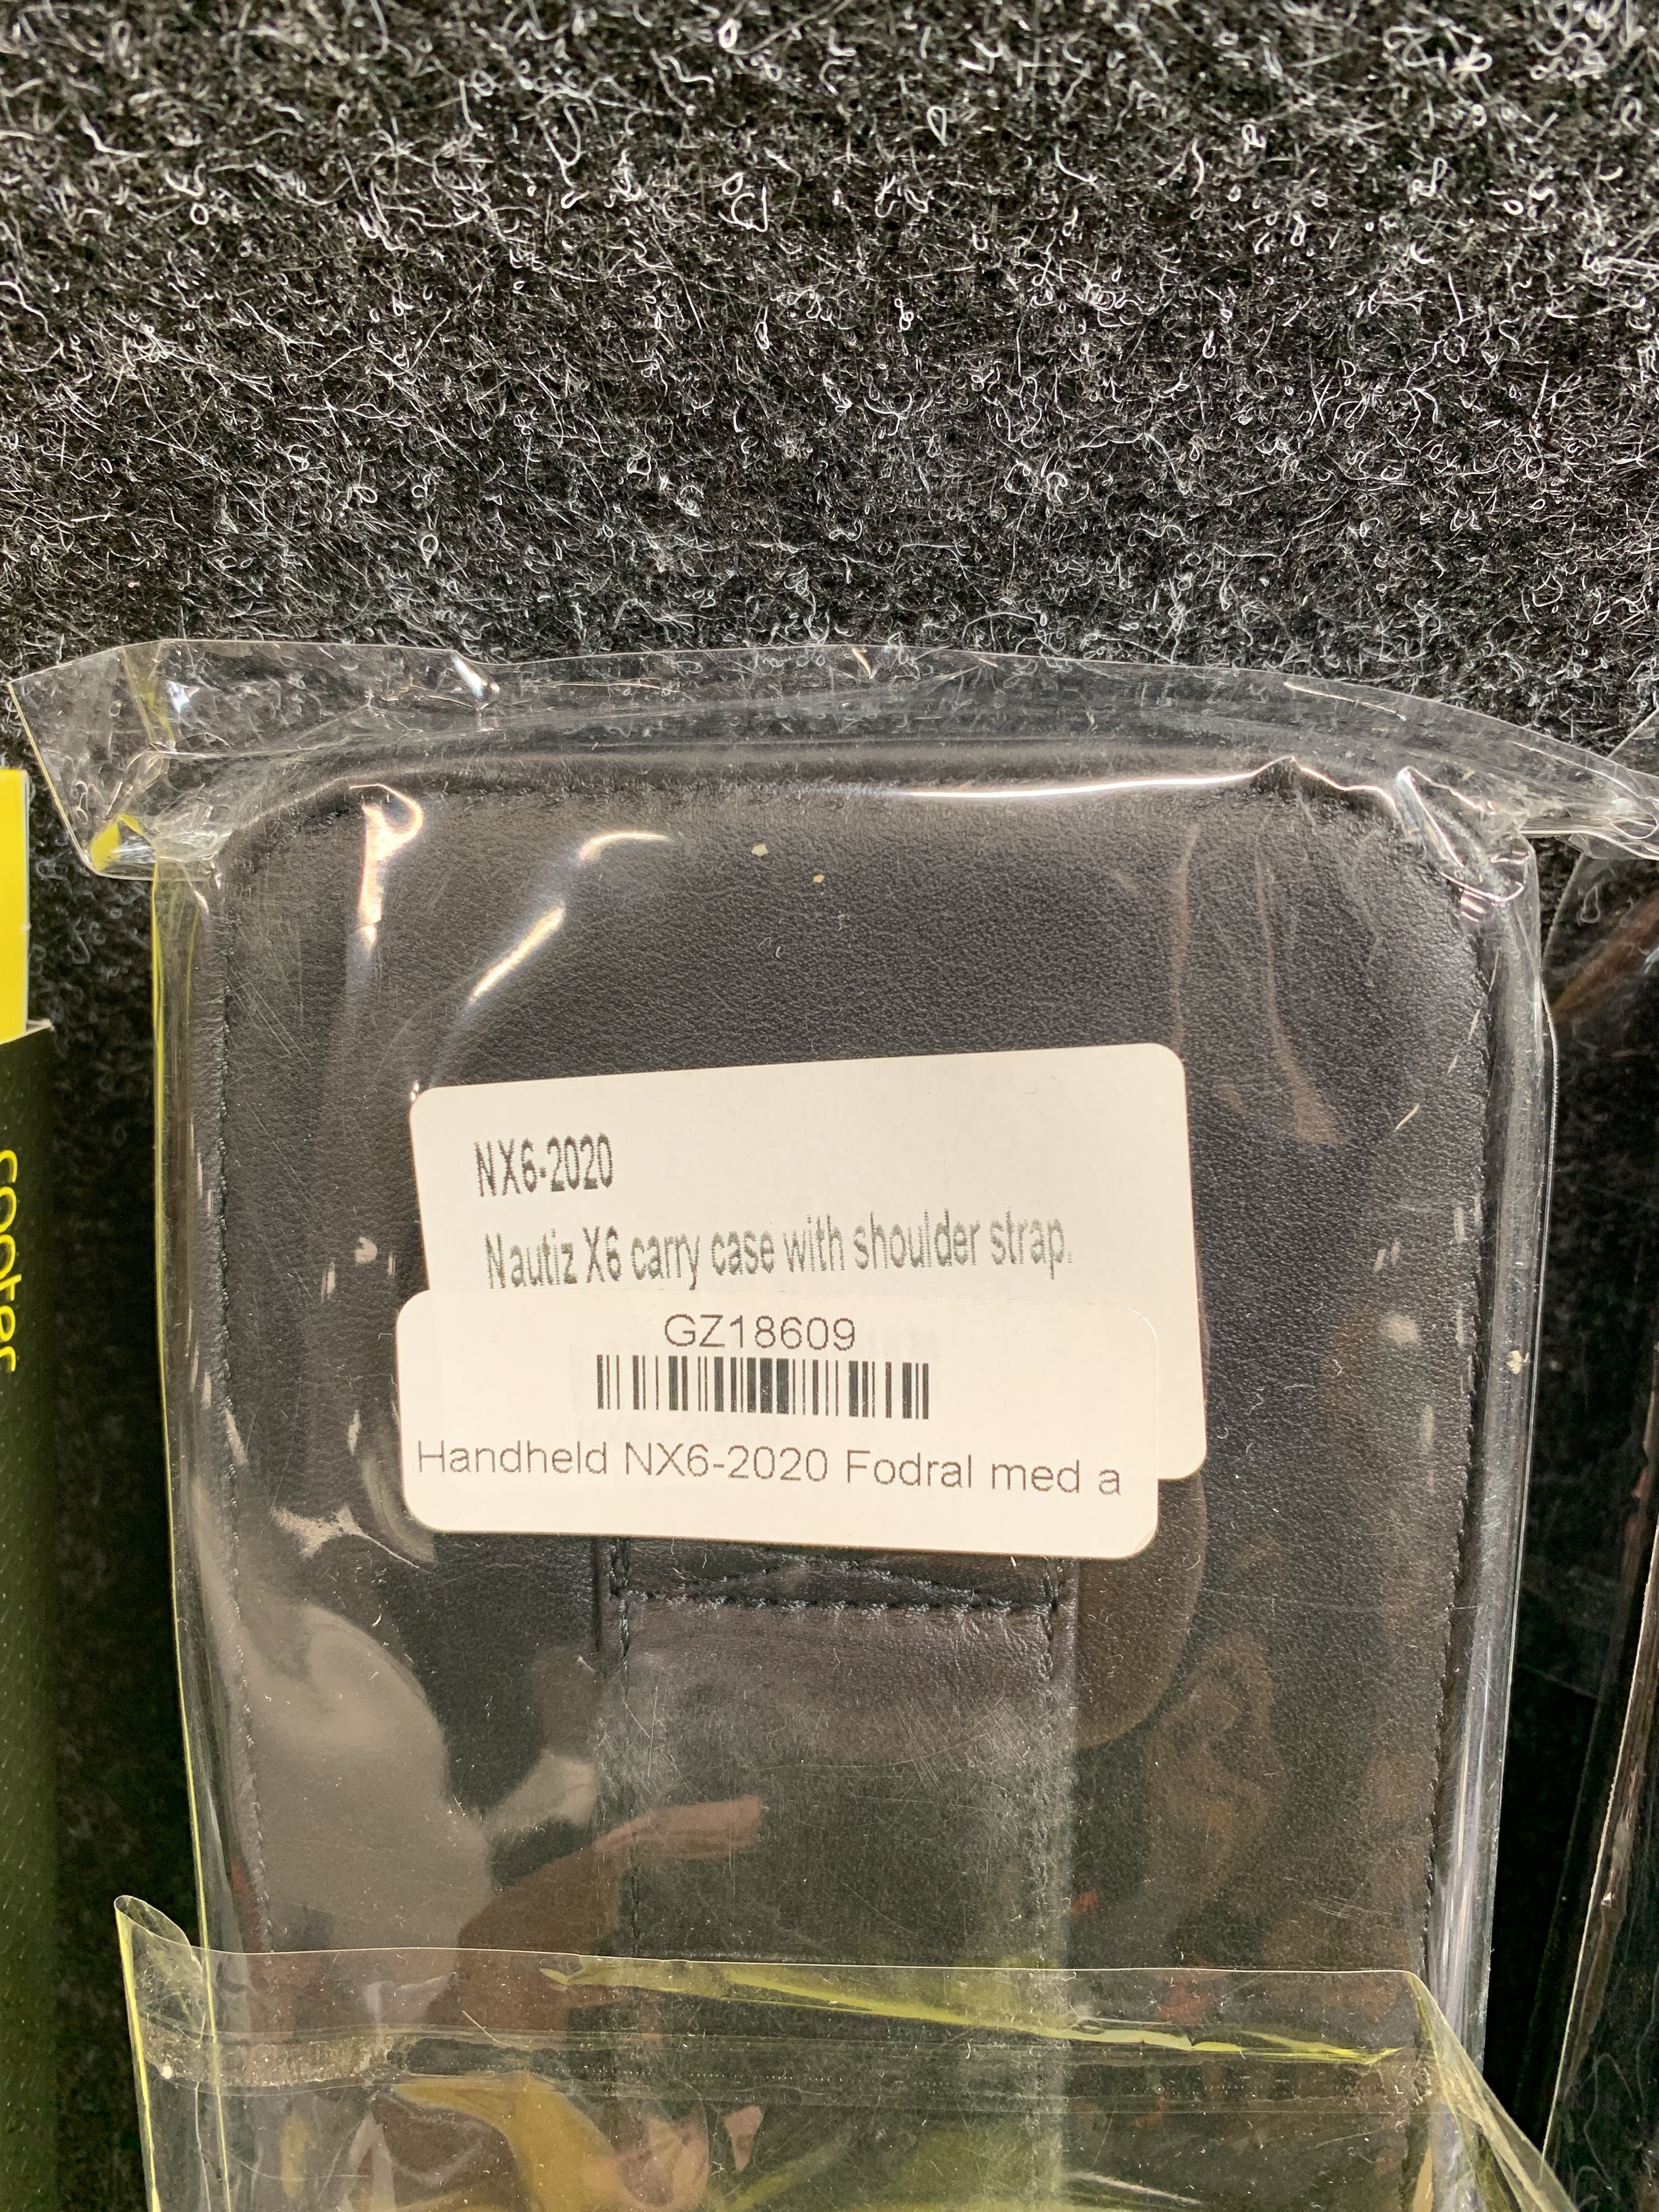 NX6-2020
Nautiz X6 carry case with shoulder strap.
GZ18609
Handheld NX6-2020 Fodral med a